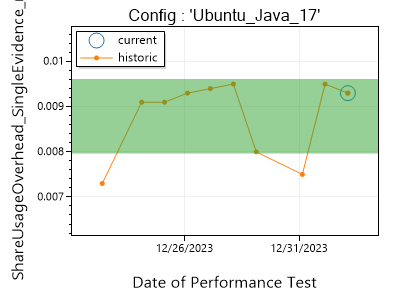 Config : 'Ubuntu_Java_17'
current
historic
0.01
0.009
0.008
0.007
12/26/2023
12/31/2023
Date of Performance Test
ShareUsageOverhead_SingleEvidence_